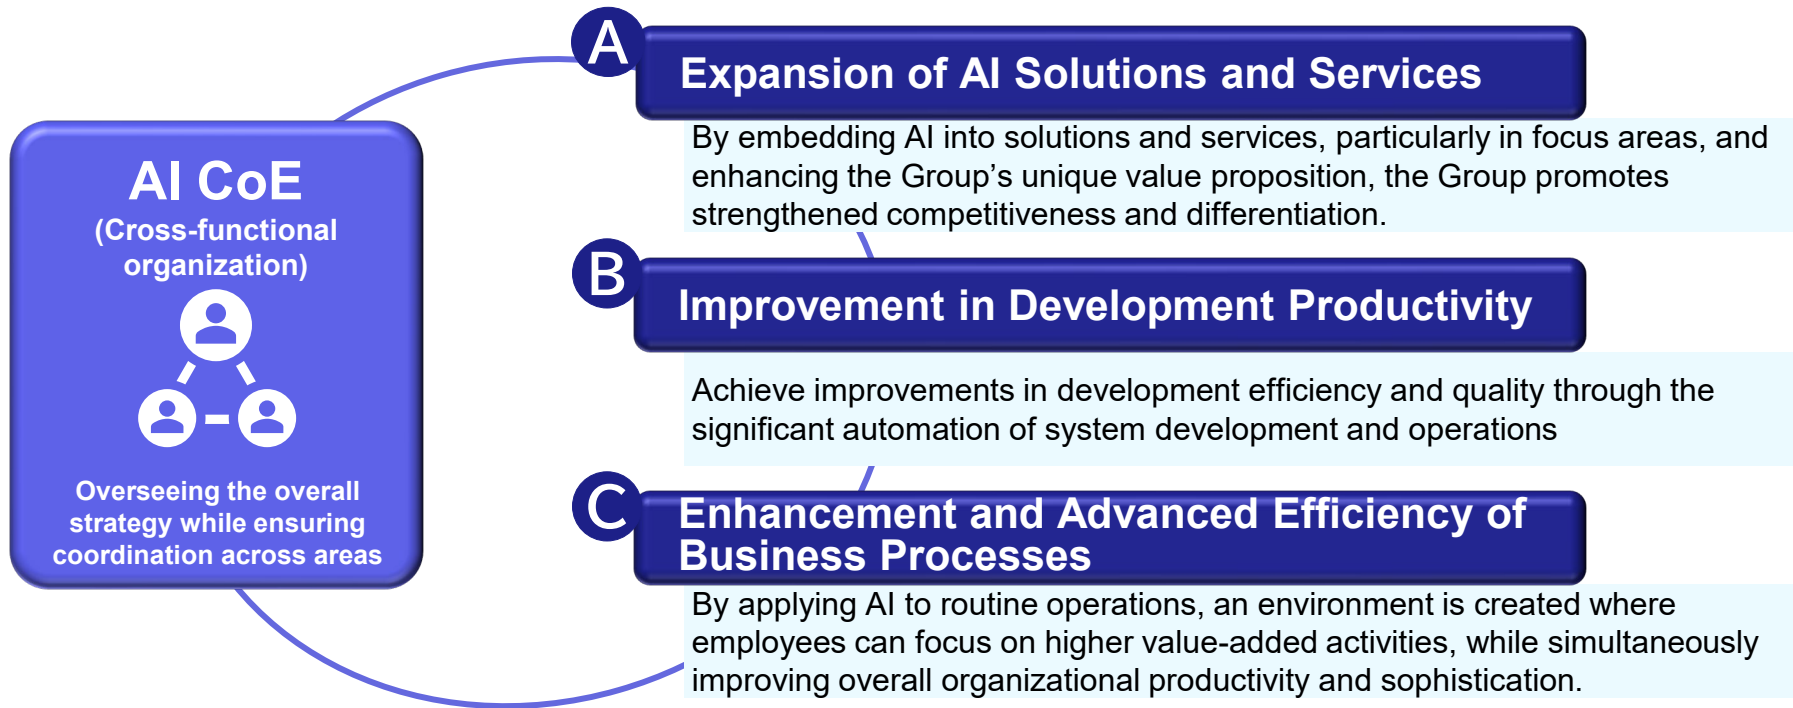 AI CoE
(Cross-functional
organization)
Overseeing the overall
strategy while ensuring
coordination across areas
A
Expansion of AI Solutions and Services
By embedding AI into solutions and services, particularly in focus areas, and
enhancing the Group’s unique value proposition, the Group promotes
strengthened competitiveness and differentiation.
B
Improvement in Development Productivity
Achieve improvements in development efficiency and quality through the
significant automation of system development and operations
C
Enhancement and Advanced Efficiency of
Business Processes
By applying AI to routine operations, an environment is created where
employees can focus on higher value-added activities, while simultaneously
improving overall organizational productivity and sophistication.